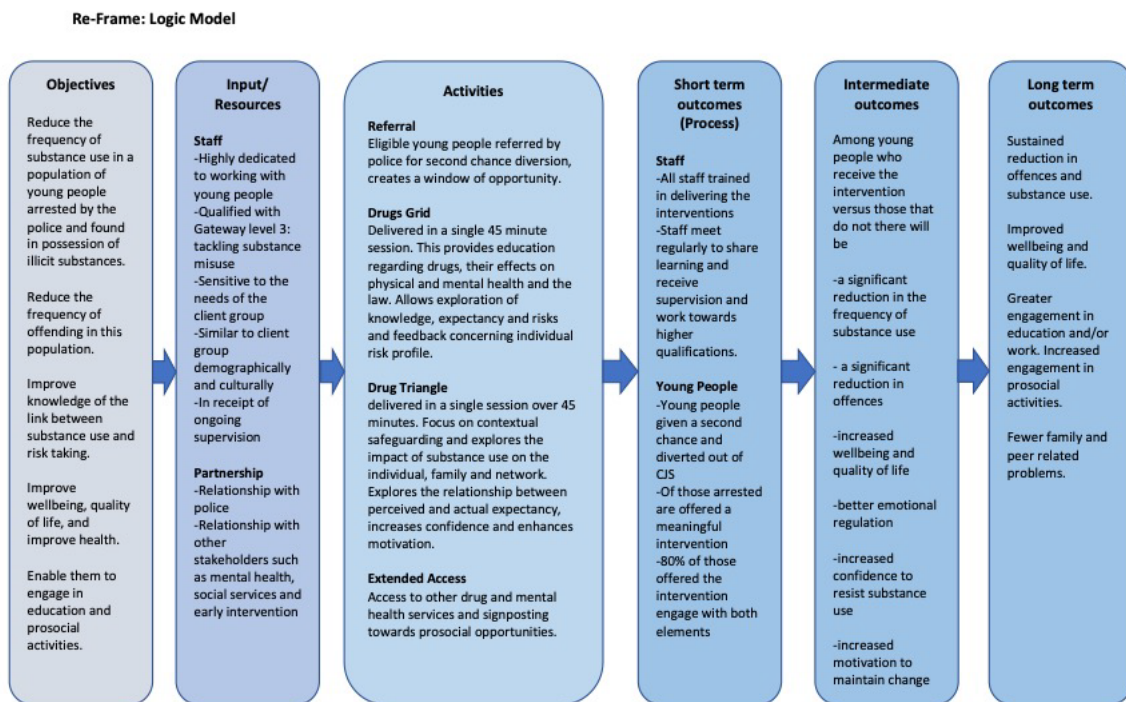 Re-Frame: Logic Model
Objectives
Reduce the
frequency of
substance use in a
population of
young people
arrested by the
police and found
in possession of
illicit substances.
Reduce the
frequency of
offending in this
population.
Improve
knowledge of the
link between
substance use and
risk taking.
Improve
wellbeing, quality
of life, and
improve health.
Enable them to
engage in
education and
prosocial
activities.
Input/
Resources
Staff
-Highly dedicated
to working with
young people
-Qualified with
Gateway level 3:
tackling substance
misuse
-Sensitive to the
needs of the
client group
-Similar to client
group
demographically
and culturally
-In receipt of
ongoing
supervision
Partnership
-Relationship with
police
-Relationship with
other
stakeholders such
as mental health,
social services and
early intervention
Activities
Referral
Eligible young people referred by
police for second chance diversion,
creates a window of opportunity.
Drugs Grid
Delivered in a single 45 minute
session. This provides education
regarding drugs, their effects on
physical and mental health and the
law. Allows exploration of
knowledge, expectancy and risks
and feedback concerning individual
risk profile.
Drug Triangle
delivered in a single session over 45
minutes. Focus on contextual
safeguarding and explores the
impact of substance use on the
individual, family and network.
Explores the relationship between
perceived and actual expectancy,
increases confidence and enhances
motivation.
Extended Access
Access to other drug and mental
health services and signposting
towards prosocial opportunities.
Short term
outcomes
(Process)
Staff
-All staff trained
in delivering the
interventions
-Staff meet
regularly to share
learning and
receive
supervision and
work towards
higher
qualifications.
Young People
-Young people
given a second
chance and
diverted out of
CJS
-Of those arrested
are offered a
meaningful
intervention
-80% of those
offered the
intervention
engage with both
elements
Intermediate
outcomes
Among young
people who
receive the
intervention
versus those that
do not there will
be
-a significant
reduction in the
frequency of
substance use
- a significant
reduction in
offences
-increased
wellbeing and
quality of life
-better emotional
regulation
-increased
confidence to
resist substance
use
-increased
motivation to
maintain change
Long term
outcomes
Sustained
reduction in
offences and
substance use.
Improved
wellbeing and
quality of life.
Greater
engagement in
education and/or
work. Increased
engagement in
prosocial
activities.
Fewer family and
peer related
problems.